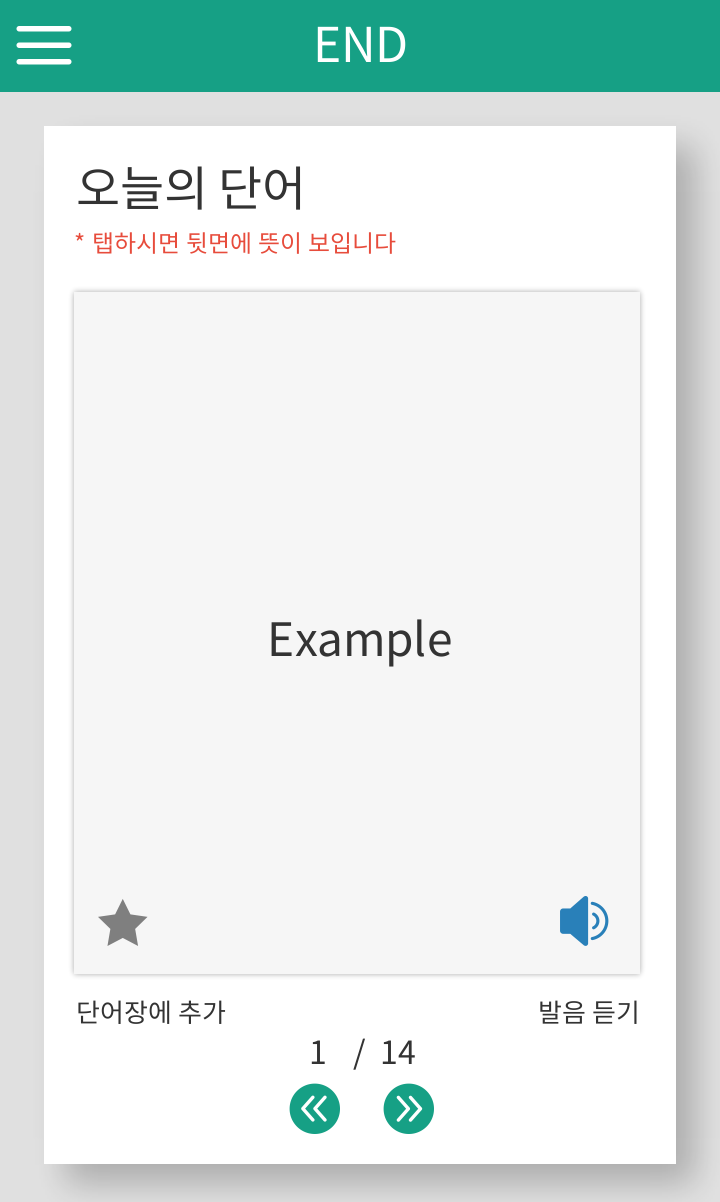 END
오늘의 단어
* 탭하시면 뒷면에 뜻이 보입니다
Example
단어장에 추가 발음 듣기
1 / 14